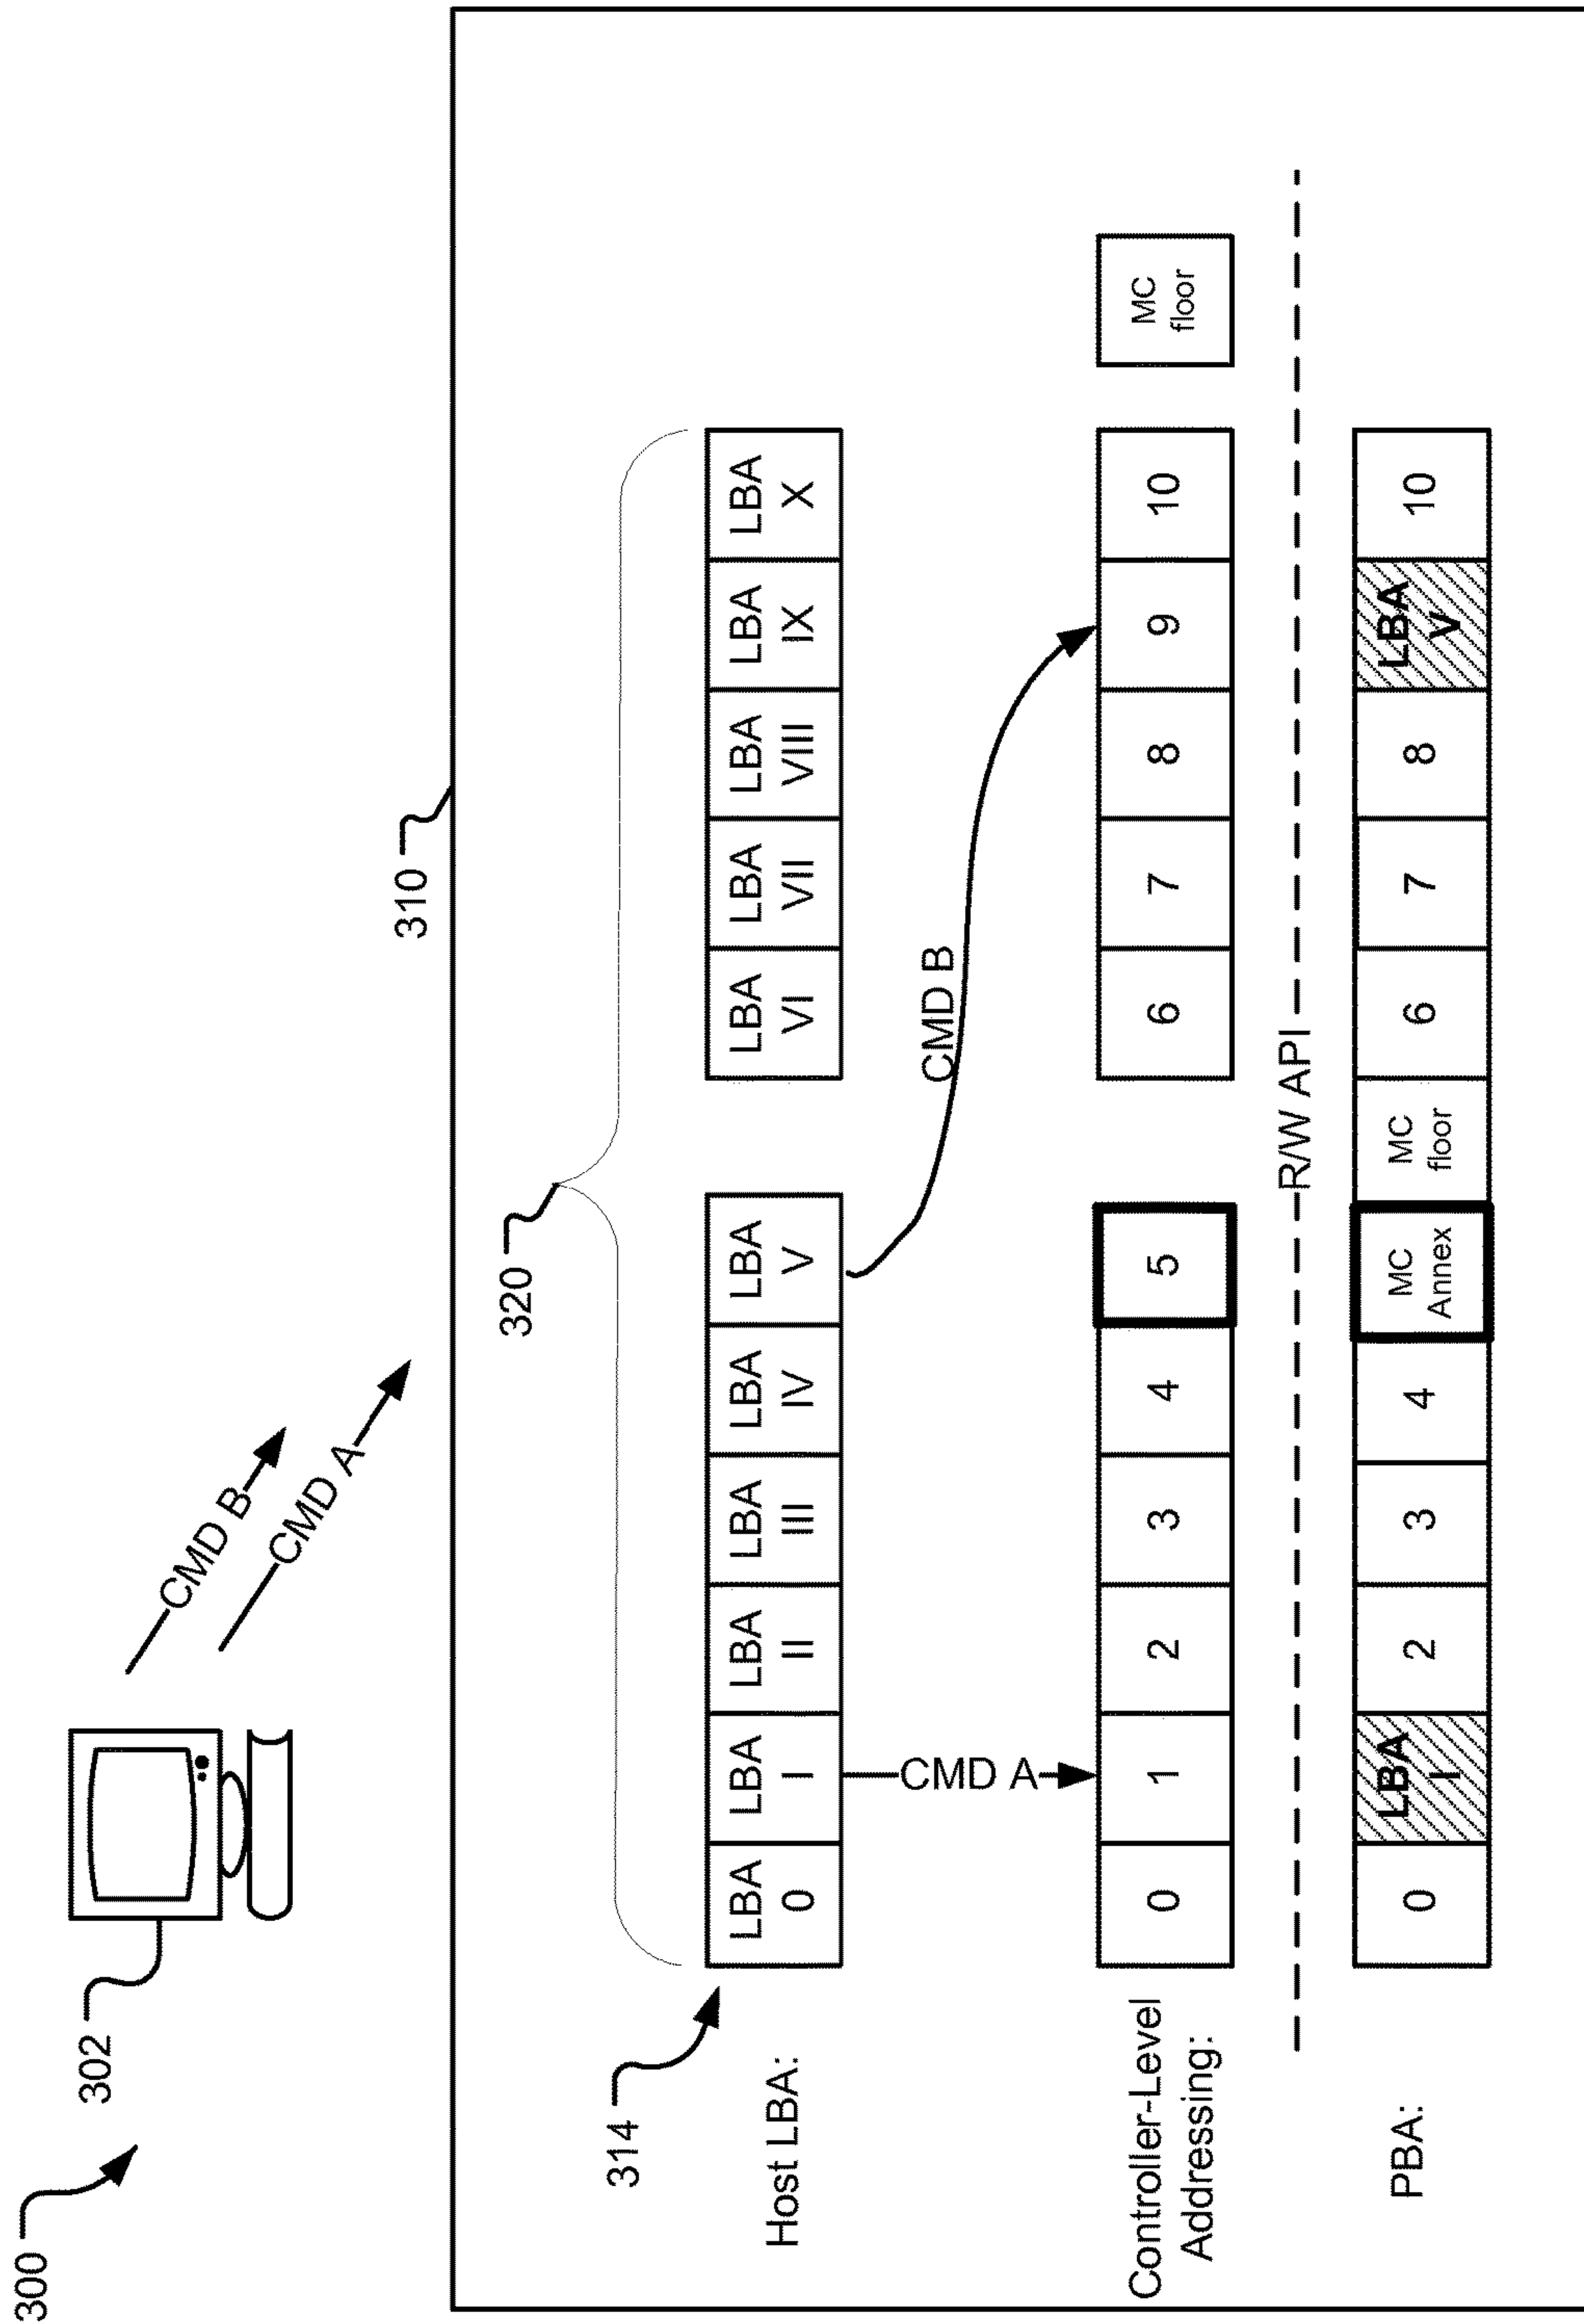 300
302
CMD B
CMD A
310
320
314
Host LBA:
LBA 0
LBA I
LBA II
LBA III
LBA IV
LBA V
LBA VI
LBA VII
LBA VIII
LBA IX
LBA X
CMD A
CMD B
Controller-Level
Addressing:
0 1 2 3 4 5 6 7 8 9 10
MC
floor
R/W API
PBA:
0
LBA
I
2 3 4
MC
Annex
MC
floor
6 7 8
LBA
V
10